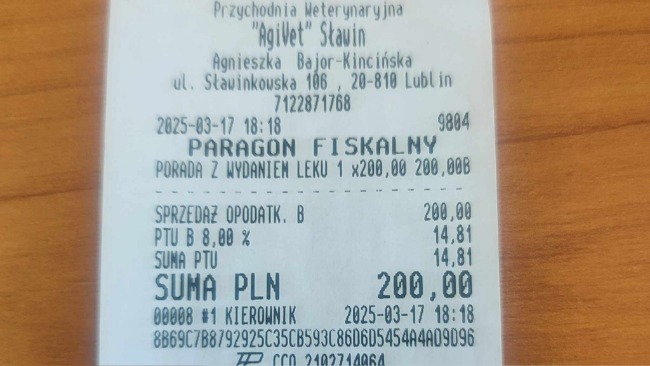 Przychodnia Weterynaryjna
"AgiVet" Sławin
Agnieszka Bajor-Kincińska
ul. Sławinkowska 106 , 20-810 Lublin
7122871768
2025-03-17 18:18 9804
PARAGON FISKALNY
PORADA Z WYDANIEM LEKU 1 x200,00 200,00B
SPRZEDAŻ OPODATK. B 200,00
PTU B 8,00 % 14,81
SUMA PTU 14,81
SUMA PLN 200,00
00008 #1 KIEROWNIK 2025-03-17 18:18
8B69C7B8792925C35CB593C86D6D5454A4AD9D96
CCO 2102714064